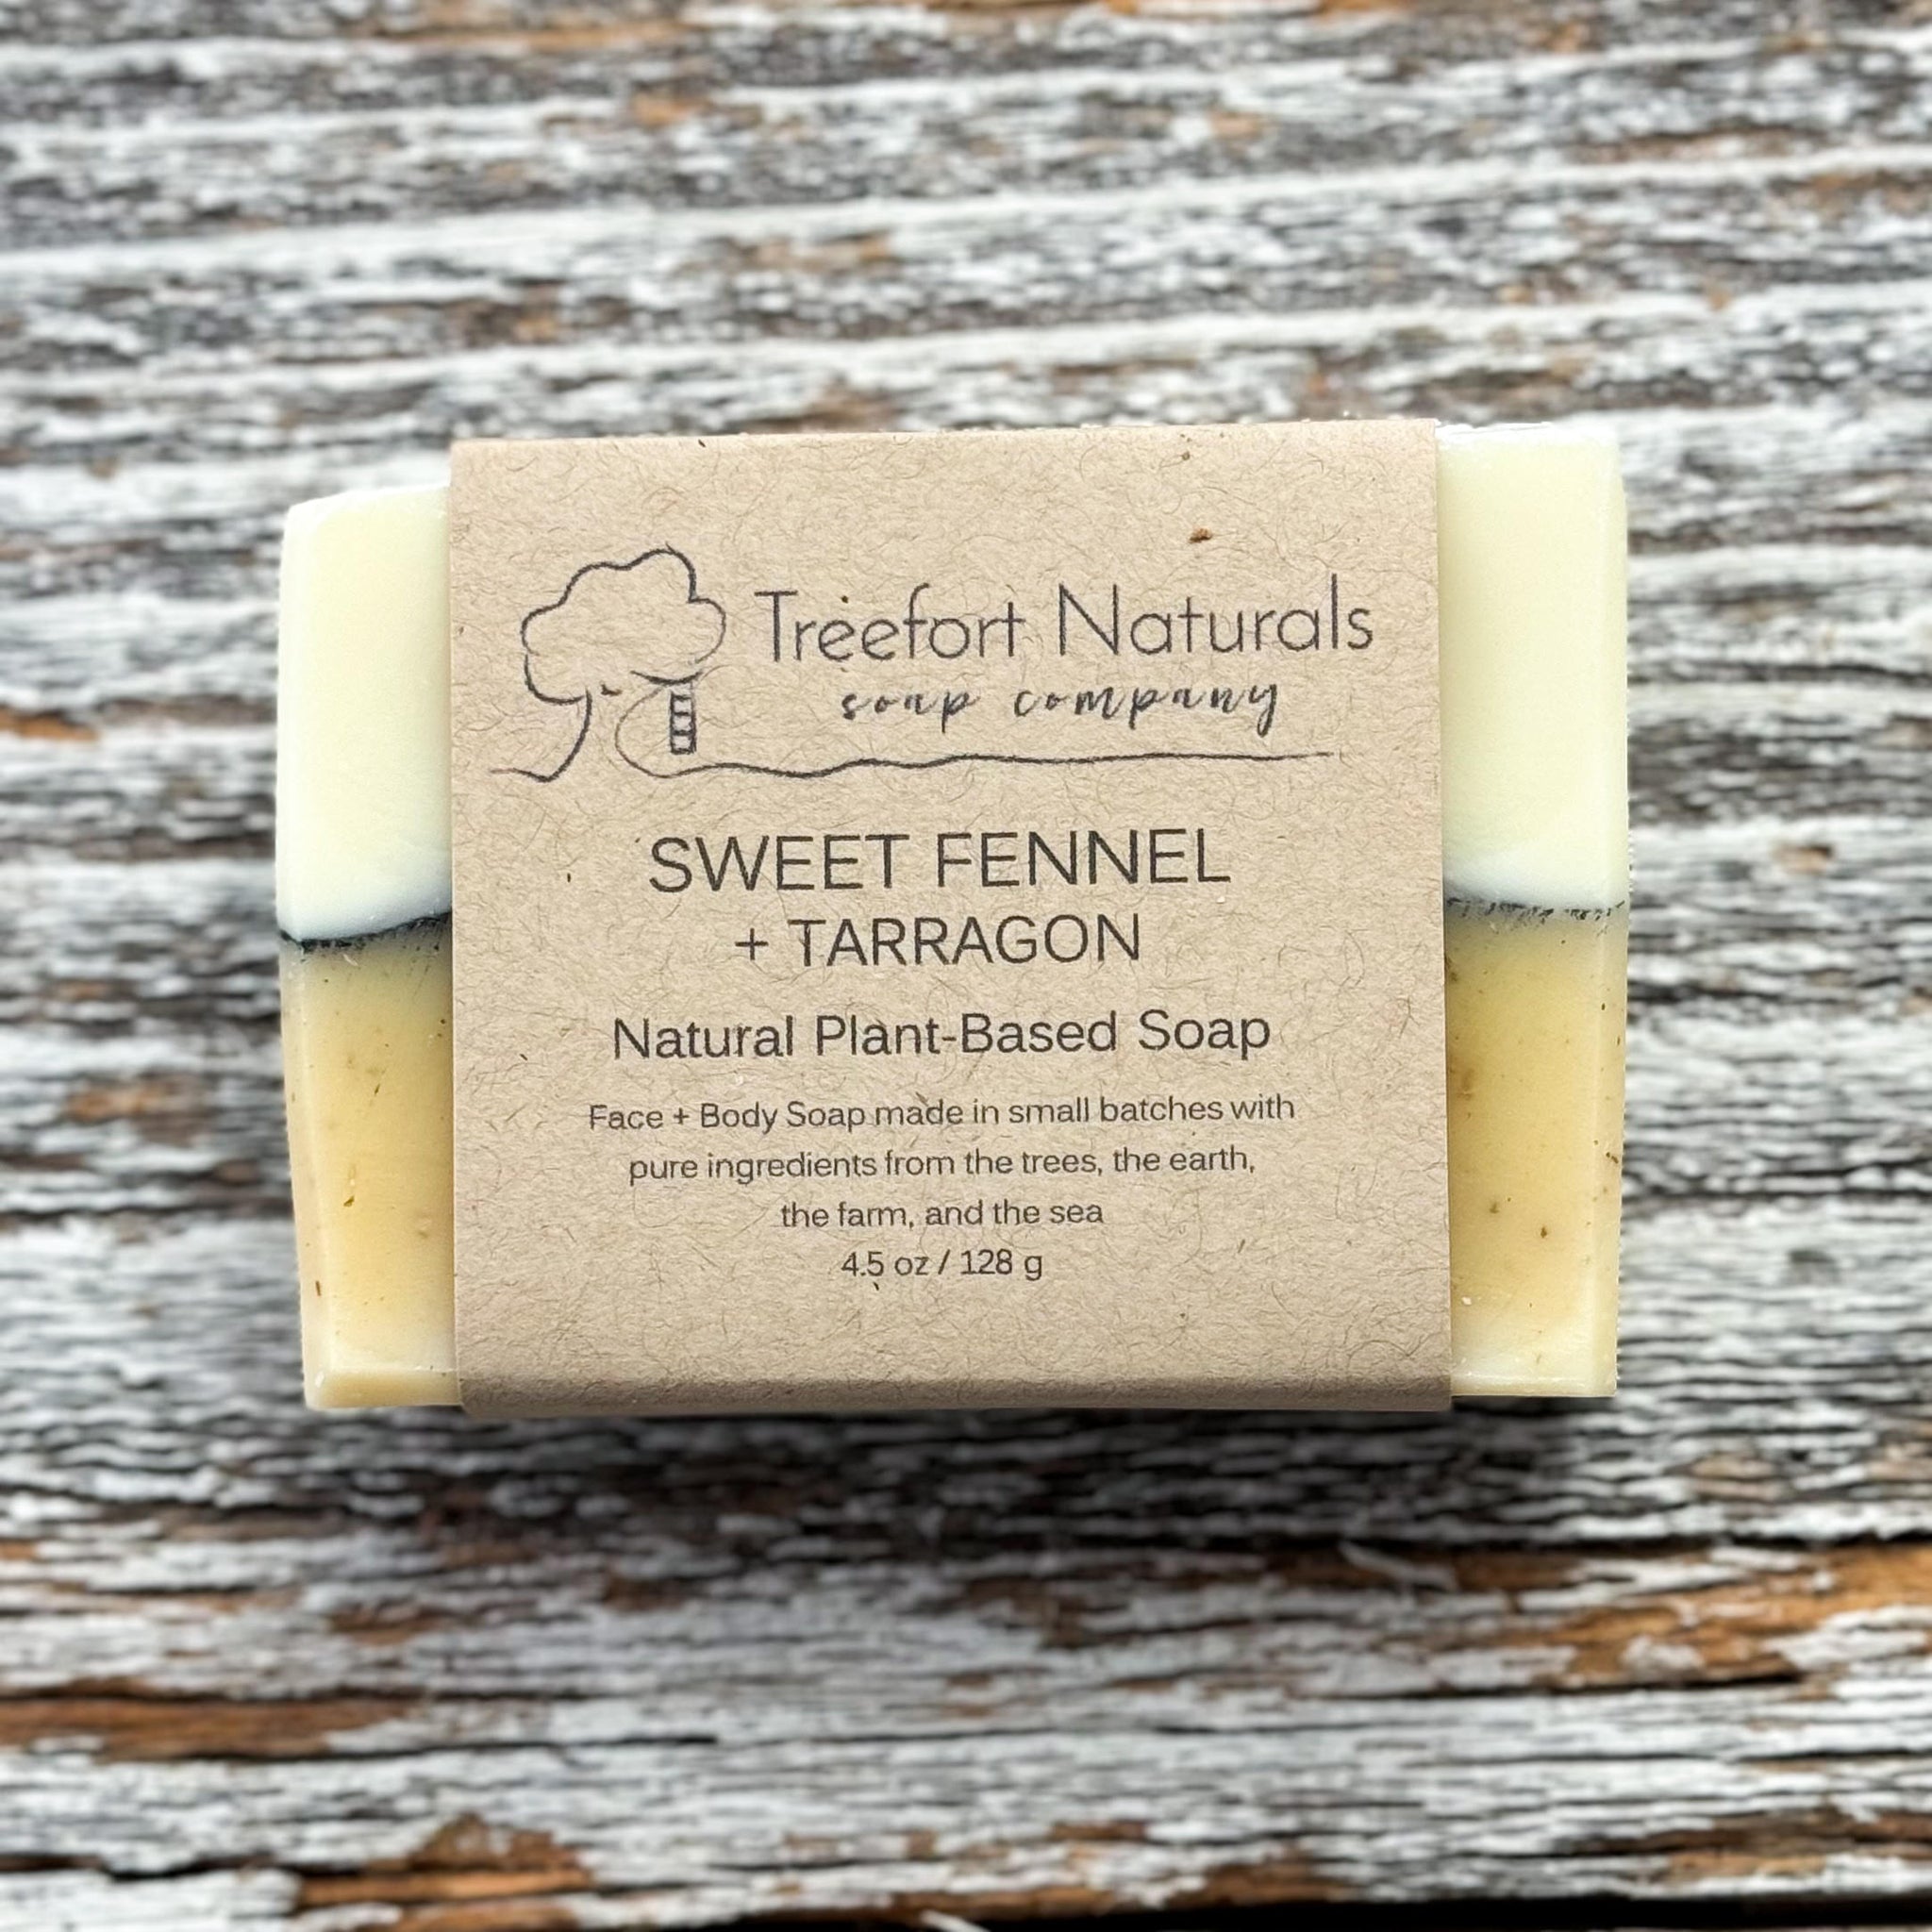 Treefort Naturals
soap company
SWEET FENNEL
+ TARRAGON
Natural Plant-Based Soap
Face + Body Soap made in small batches with
pure ingredients from the trees, the earth,
the farm, and the sea
4.5 oz / 128 g